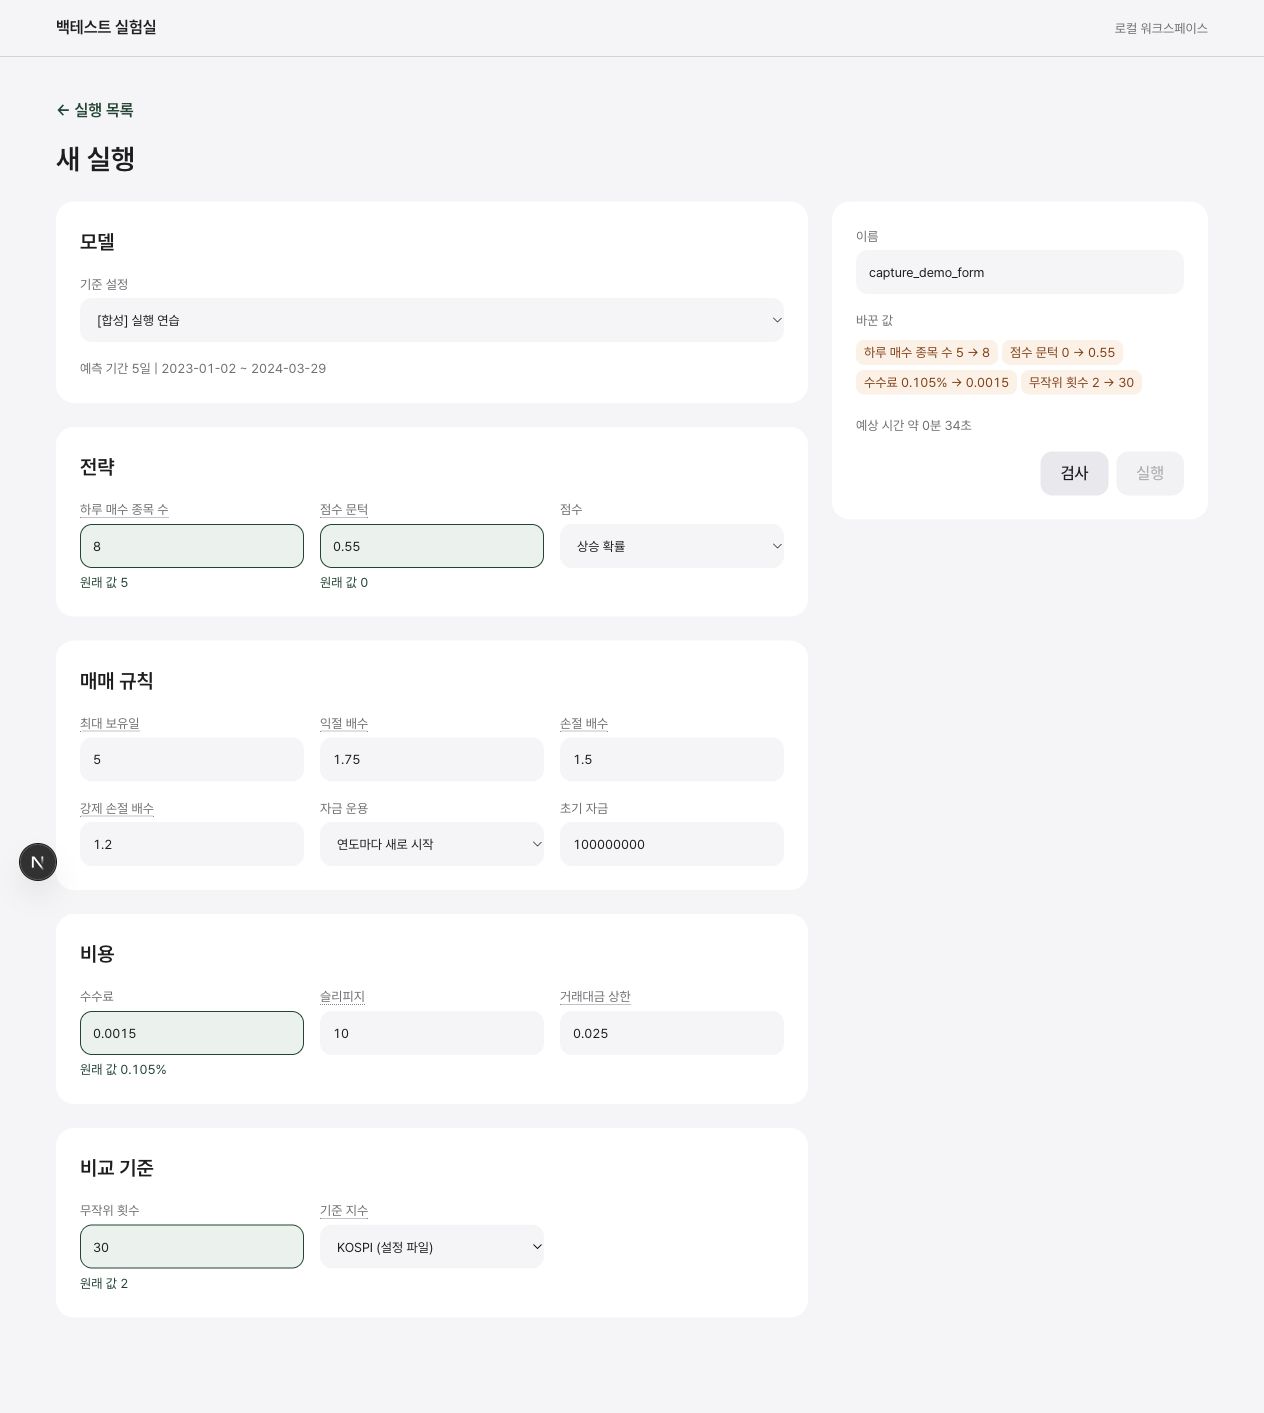 백테스트 실험실
로컬 워크스페이스
← 실행 목록
새 실행
모델
기준 설정
[합성] 실행 연습
예측 기간 5일 | 2023-01-02 ~ 2024-03-29
전략
하루 매수 종목 수
점수 문턱
점수
8
0.55
상승 확률
원래 값 5
원래 값 0
매매 규칙
최대 보유일
익절 배수
손절 배수
5
1.75
1.5
강제 손절 배수
자금 운용
초기 자금
1.2
연도마다 새로 시작
100000000
비용
수수료
슬리피지
거래대금 상한
0.0015
10
0.025
원래 값 0.105%
비교 기준
무작위 횟수
기준 지수
30
KOSPI (설정 파일)
원래 값 2
이름
capture_demo_form
바꾼 값
하루 매수 종목 수 5 → 8
점수 문턱 0 → 0.55
수수료 0.105% → 0.0015
무작위 횟수 2 → 30
예상 시간 약 0분 34초
검사
실행
N